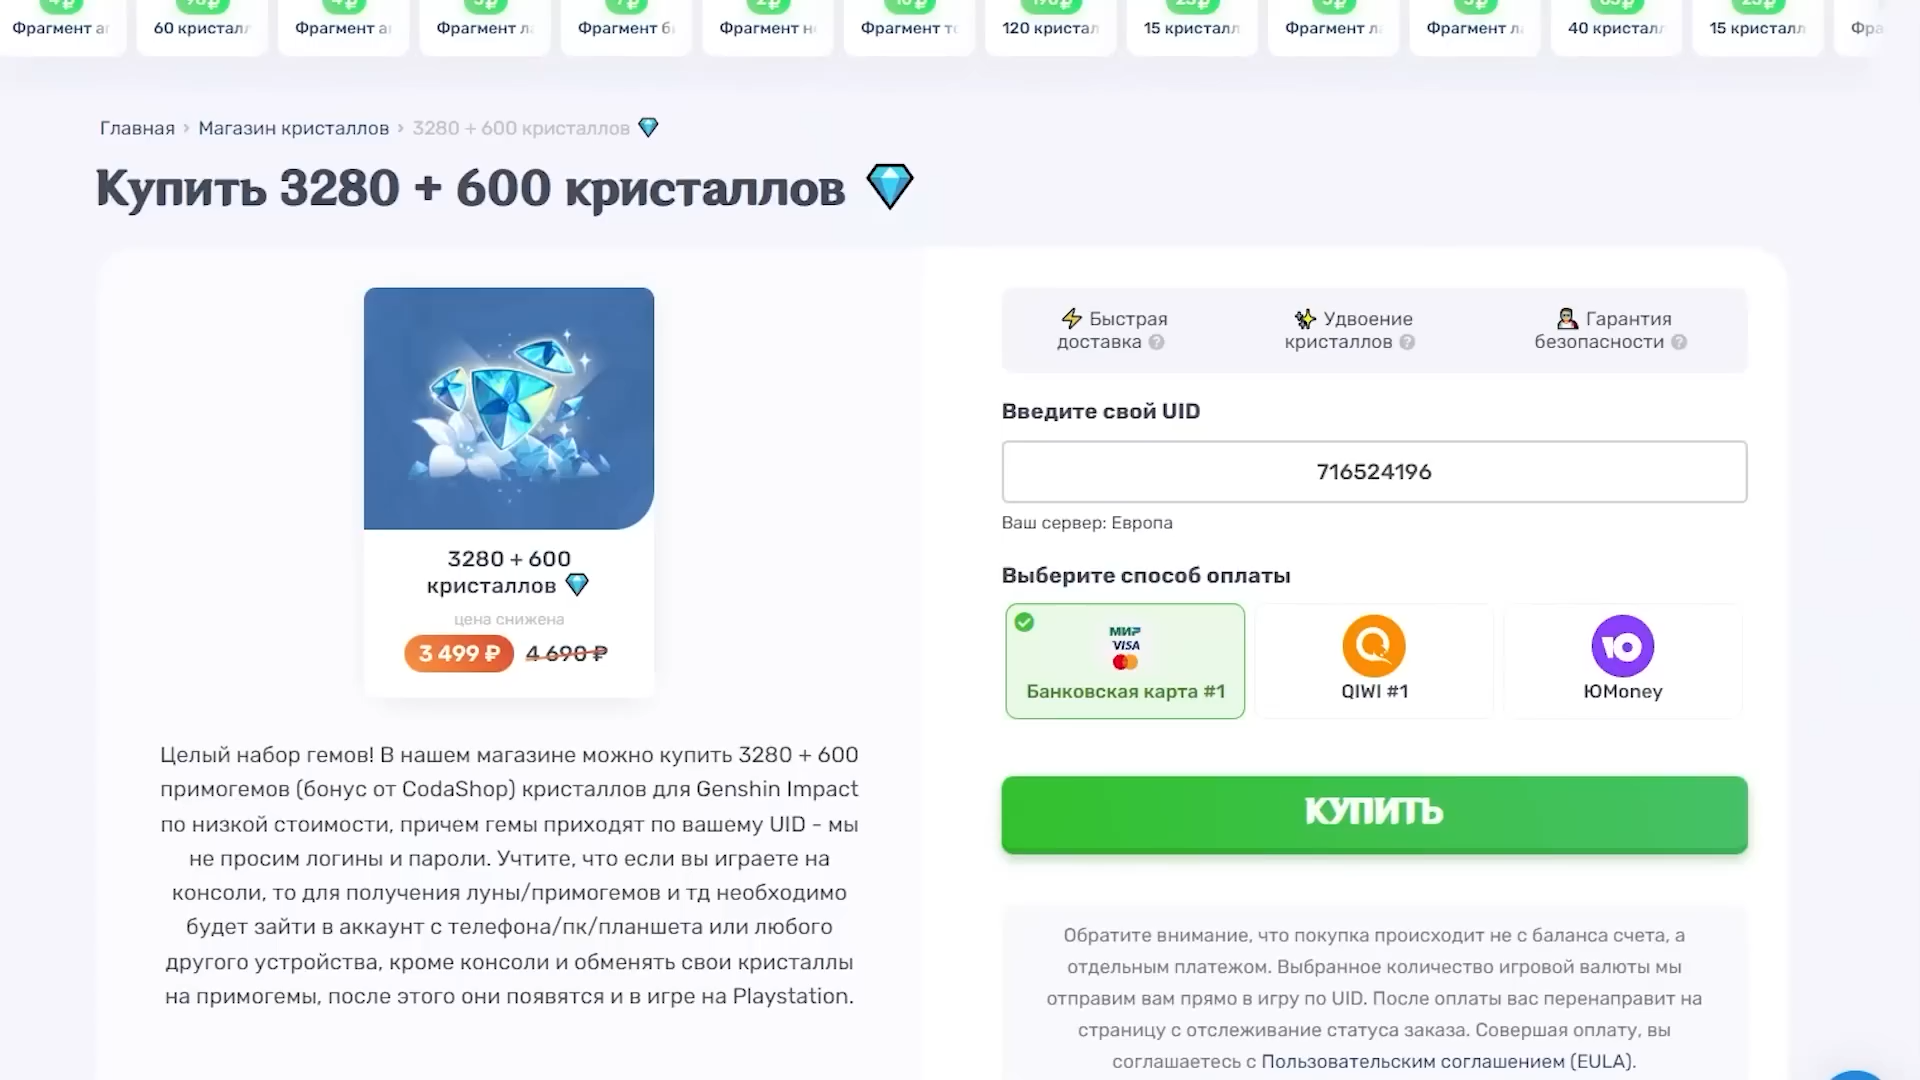 Фрагмент
60 кристалл
Фрагмент
Фрагмент
Фрагмент
Фрагмент
Фрагмент
120 кристал
15 кристалл
Фрагмент
Фрагмент
40 кристалл
15 кристалл
Фра
Главная › Магазин кристаллов › 3280 + 600 кристаллов
Купить 3280 + 600 кристаллов
3280 + 600
кристаллов
цена снижена
3 499 ₽ 4 690 ₽
Целый набор гемов! В нашем магазине можно купить 3280 + 600
примогемов (бонус от CodaShop) кристаллов для Genshin Impact
по низкой стоимости, причем гемы приходят по вашему UID - мы
не просим логины и пароли. Учтите, что если вы играете на
консоли, то для получения луны/примогемов и тд необходимо
будет зайти в аккаунт с телефона/пк/планшета или любого
другого устройства, кроме консоли и обменять свои кристаллы
на примогемы, после этого они появятся и в игре на Playstation.
Быстрая
доставка ?
Удвоение
кристаллов ?
Гарантия
безопасности ?
Введите свой UID
716524196
Ваш сервер: Европа
Выберите способ оплаты
МИР
VISA
Банковская карта #1
QIWI #1
ЮMoney
КУПИТЬ
Обратите внимание, что покупка происходит не с баланса счета, а
отдельным платежом. Выбранное количество игровой валюты мы
отправим вам прямо в игру по UID. После оплаты вас перенаправит на
страницу с отслеживание статуса заказа. Совершая оплату, вы
соглашаетесь с Пользовательским соглашением (EULA).